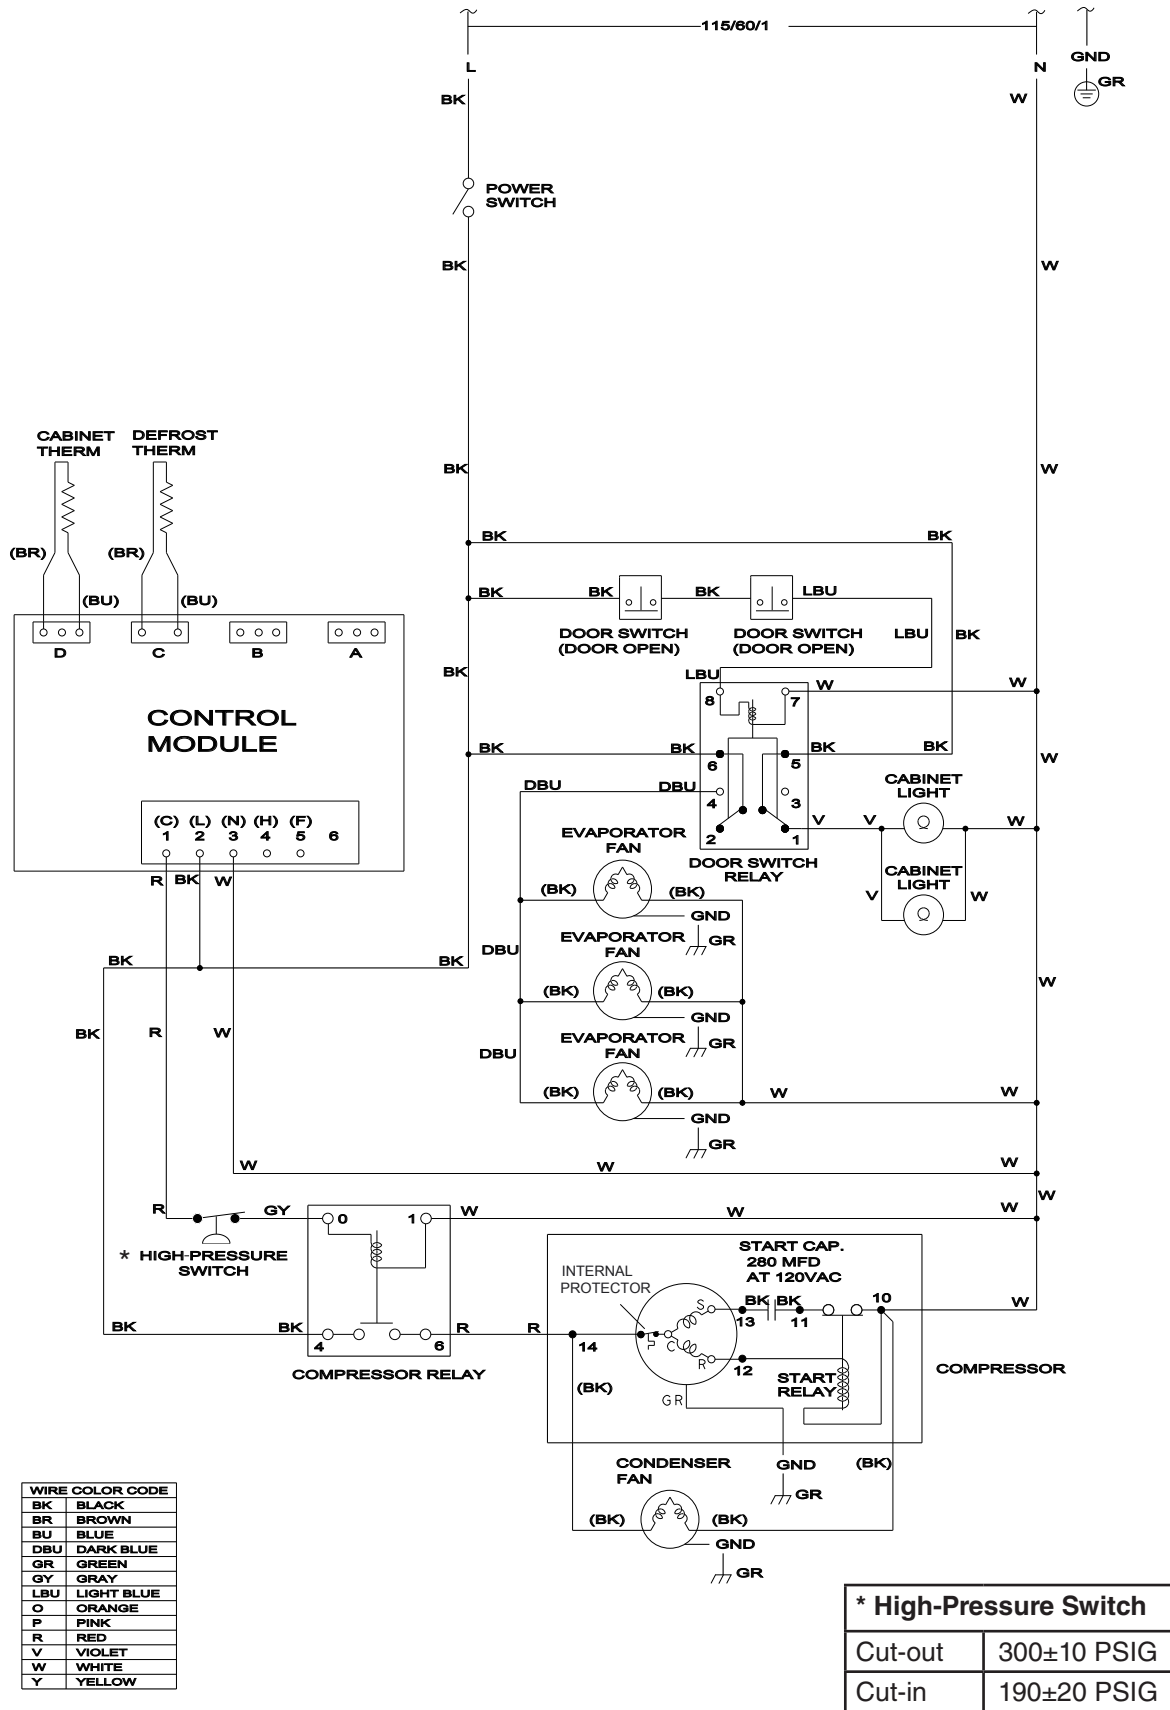 115/60/1
L
N
GND
GR
BK
W
POWER
SWITCH
BK
W
CABINET
THERM
DEFROST
THERM
BK
W
BK
BK
(BR)
(BR)
BK
BK
BK
LBU
(BU)
(BU)
DOOR SWITCH
(DOOR OPEN)
DOOR SWITCH
(DOOR OPEN)
LBU
BK
D
C
B
A
BK
LBU
W
W
8
7
CONTROL
MODULE
BK
BK
BK
BK
W
6
5
DBU
DBU
4
3
CABINET
LIGHT
(C)
(L)
(N)
(H)
(F)
1
2
3
4
5
6
EVAPORATOR
FAN
2
1
V
V
W
DOOR SWITCH
RELAY
CABINET
LIGHT
R
BK
W
(BK)
(BK)
V
W
GND
GR
EVAPORATOR
FAN
DBU
BK
BK
(BK)
(BK)
W
GND
GR
BK
R
W
EVAPORATOR
FAN
DBU
(BK)
(BK)
W
W
GND
GR
W
W
W
W
R
GY
0
1
W
W
W
* HIGH-PRESSURE
SWITCH
START CAP.
280 MFD
AT 120VAC
INTERNAL
PROTECTOR
S
BK
BK
10
W
13
11
BK
BK
4
6
R
R
14
P
C
R
12
COMPRESSOR RELAY
START
RELAY
COMPRESSOR
(BK)
GR
CONDENSER
FAN
GND
(BK)
GR
(BK)
(BK)
GND
GR
WIRE COLOR CODE
BK BLACK
BR BROWN
BU BLUE
DBU DARK BLUE
GR GREEN
GY GRAY
LBU LIGHT BLUE
O ORANGE
P PINK
R RED
V VIOLET
W WHITE
Y YELLOW
* High-Pressure Switch
Cut-out 300±10 PSIG
Cut-in 190±20 PSIG